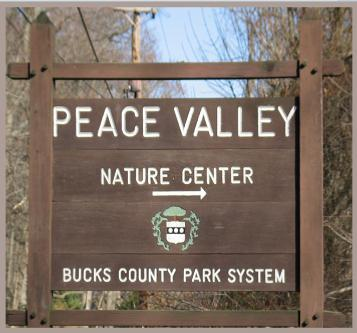 PEACE VALLEY
NATURE CENTER
BUCKS COUNTY PARK SYSTEM